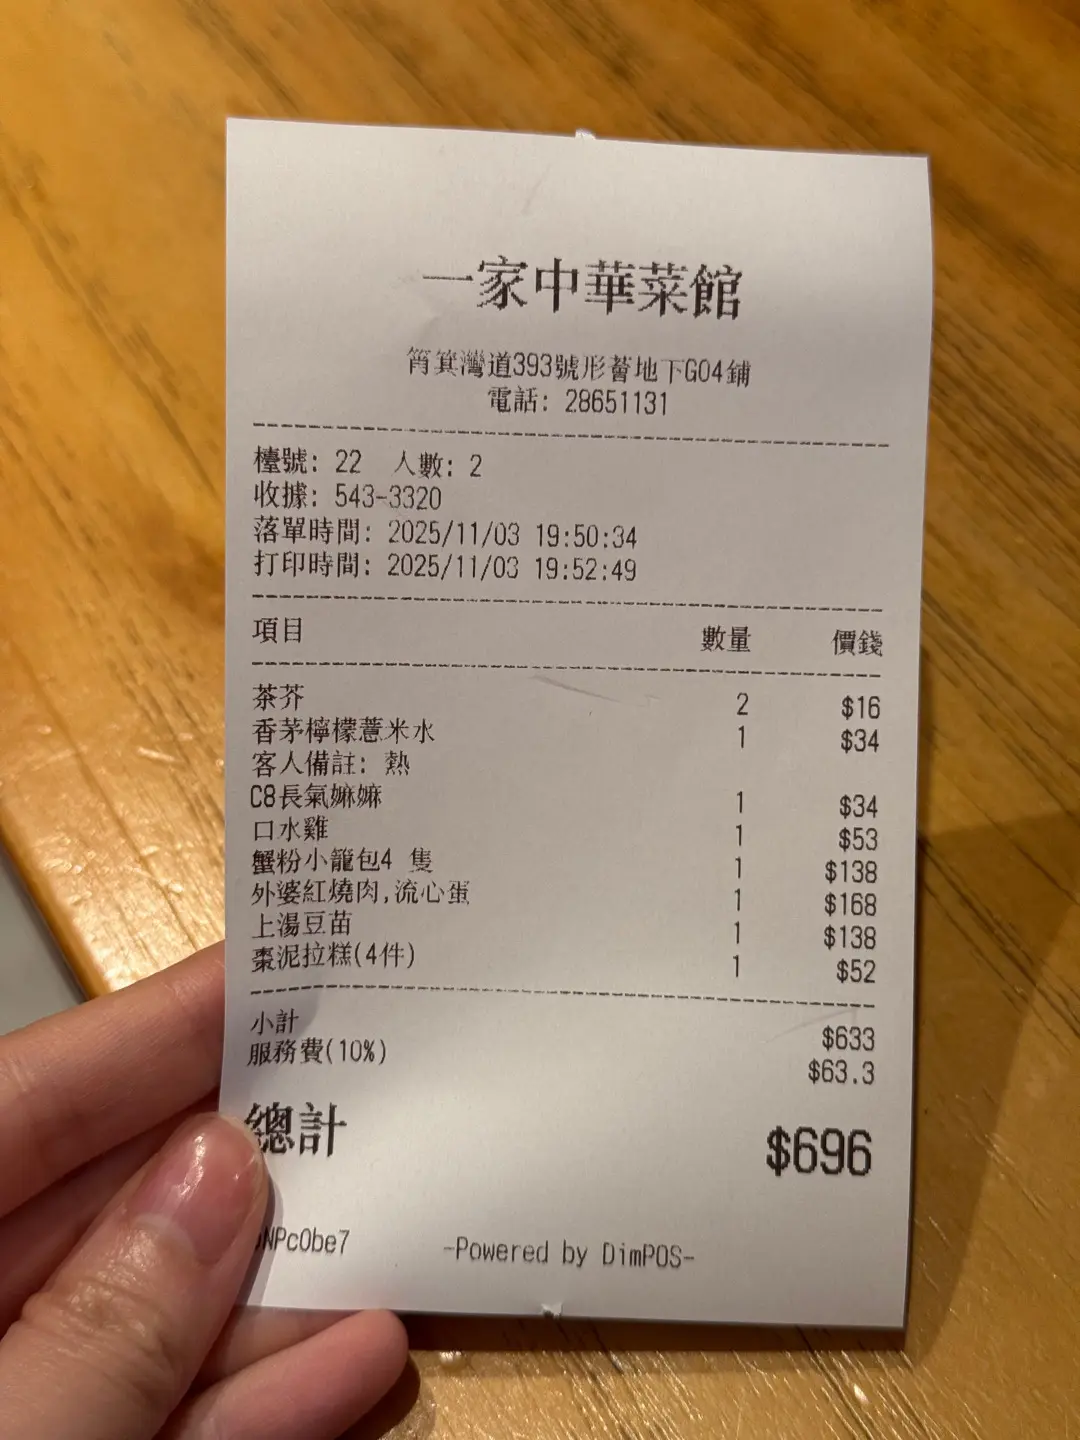 一家中華菜館
筲箕灣道393號形薈地下G04鋪
電話: 28651131
檯號: 22 人數: 2
收據: 543-3320
落單時間: 2025/11/03 19:50:34
打印時間: 2025/11/03 19:52:49
項目 數量 價錢
茶芥 2 $16
香茅檸檬薏米水 1 $34
客人備註: 熱
C8長氣嫲嫲 1 $34
口水雞 1 $53
蟹粉小籠包4 隻 1 $138
外婆紅燒肉,流心蛋 1 $168
上湯豆苗 1 $138
棗泥拉糕(4件) 1 $52
小計 $633
服務費(10%) $63.3
總計 $696
-Powered by DimPOS-